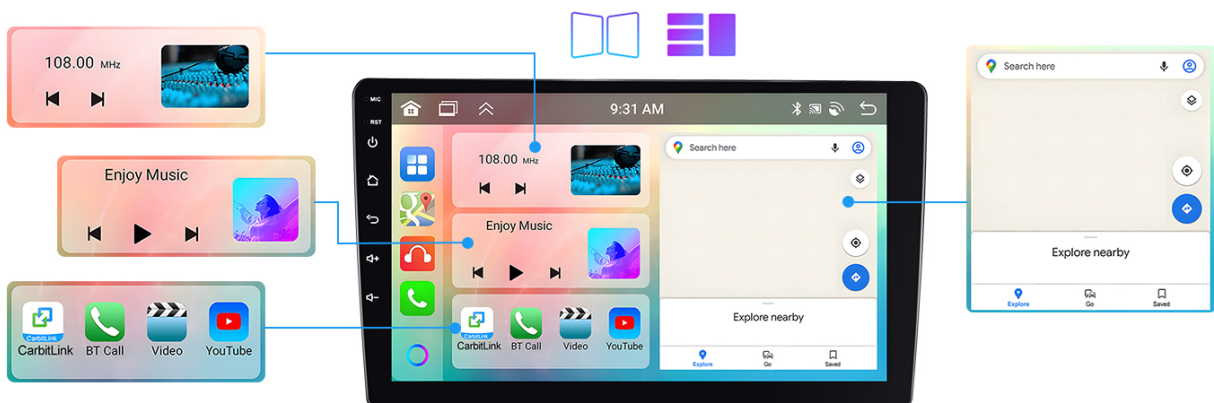 108.00 MHz
Enjoy Music
CarbitLink
CarbitLink
BT Call
Video
YouTube
MIC
RST
9:31 AM
108.00 MHz
Enjoy Music
CarbitLink
CarbitLink
BT Call
Video
YouTube
Search here
Explore nearby
Explore
Go
Saved
Search here
Explore nearby
Explore
Go
Saved